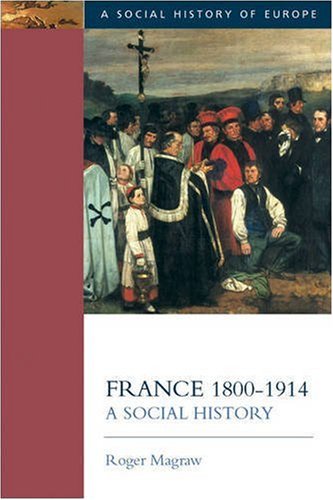 A SOCIAL HISTORY OF EUROPE
FRANCE 1800–1914
A SOCIAL HISTORY
Roger Magraw